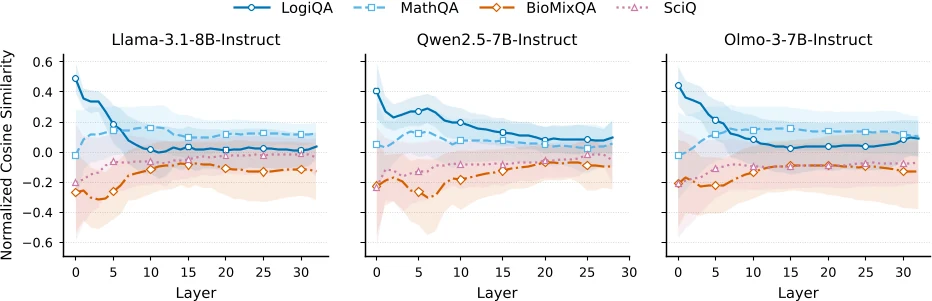 LogiQA MathQA BioMixQA SciQ
Llama-3.1-8B-Instruct Qwen2.5-7B-Instruct Olmo-3-7B-Instruct
Normalized Cosine Similarity
0.6
0.4
0.2
0.0
−0.2
−0.4
−0.6
0 5 10 15 20 25 30 0 5 10 15 20 25 30 0 5 10 15 20 25 30
Layer Layer Layer